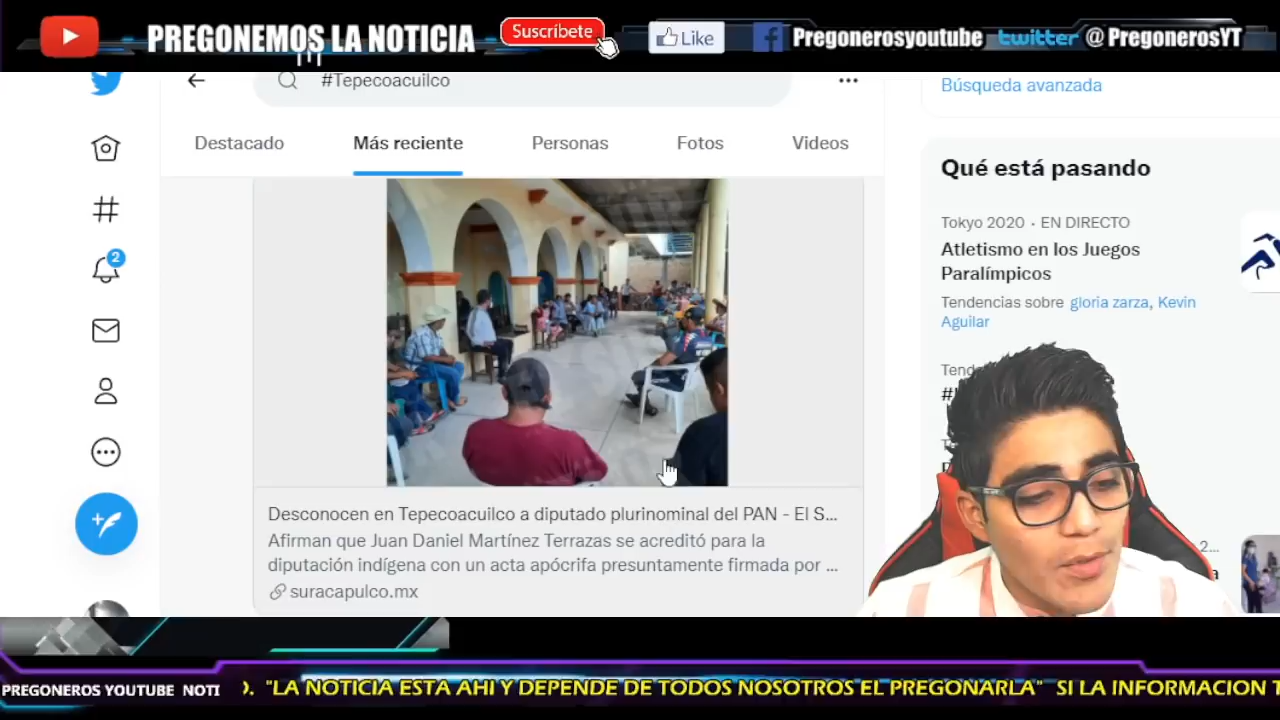 PREGONEMOS LA NOTICIA
Suscríbete
Like
Pregonerosyoutube
twitter @PregonerosYT
#Tepecoacuilco
Búsqueda avanzada
Destacado
Más reciente
Personas
Fotos
Videos
Qué está pasando
Tokyo 2020 · EN DIRECTO
Atletismo en los Juegos
Paralímpicos
Tendencias sobre gloria zarza, Kevin
Aguilar
2
Tend
Desconocen en Tepecoacuilco a diputado plurinominal del PAN - El S...
Afirman que Juan Daniel Martínez Terrazas se acreditó para la
diputación indígena con un acta apócrifa presuntamente firmada por ...
suracapulco.mx
PREGONEROS YOUTUBE NOTI
). "LA NOTICIA ESTA AHI Y DEPENDE DE TODOS NOSOTROS EL PREGONARLA" SI LA INFORMACION T